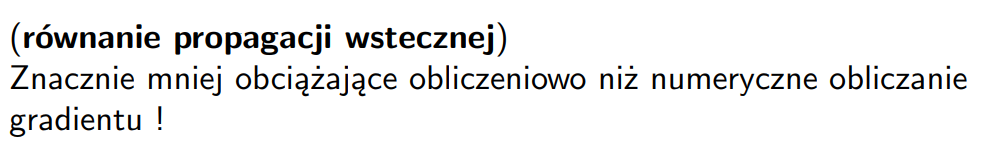 (równanie propagacji wstecznej)
Znacznie mniej obciążające obliczeniowo niż numeryczne obliczanie
gradientu !